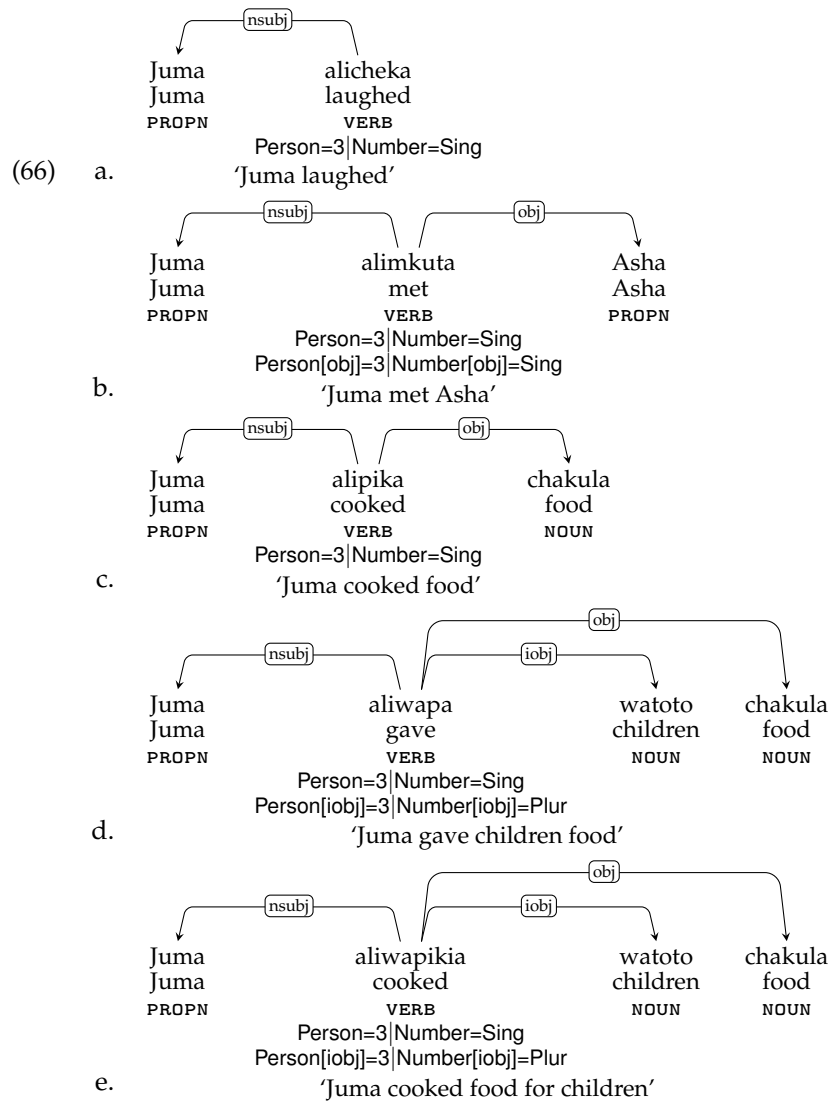 nsubj
Juma alicheka
Juma laughed
PROPN VERB
Person=3|Number=Sing
(66) a. 'Juma laughed'
nsubj obj
Juma alimkuta Asha
Juma met Asha
PROPN VERB PROPN
Person=3|Number=Sing
Person[obj]=3|Number[obj]=Sing
b. 'Juma met Asha'
nsubj obj
Juma alipika chakula
Juma cooked food
PROPN VERB NOUN
Person=3|Number=Sing
c. 'Juma cooked food'
obj
nsubj iobj
Juma aliwapa watoto chakula
Juma gave children food
PROPN VERB NOUN NOUN
Person=3|Number=Sing
Person[iobj]=3|Number[iobj]=Plur
d. 'Juma gave children food'
obj
nsubj iobj
Juma aliwapikia watoto chakula
Juma cooked children food
PROPN VERB NOUN NOUN
Person=3|Number=Sing
Person[iobj]=3|Number[iobj]=Plur
e. 'Juma cooked food for children'